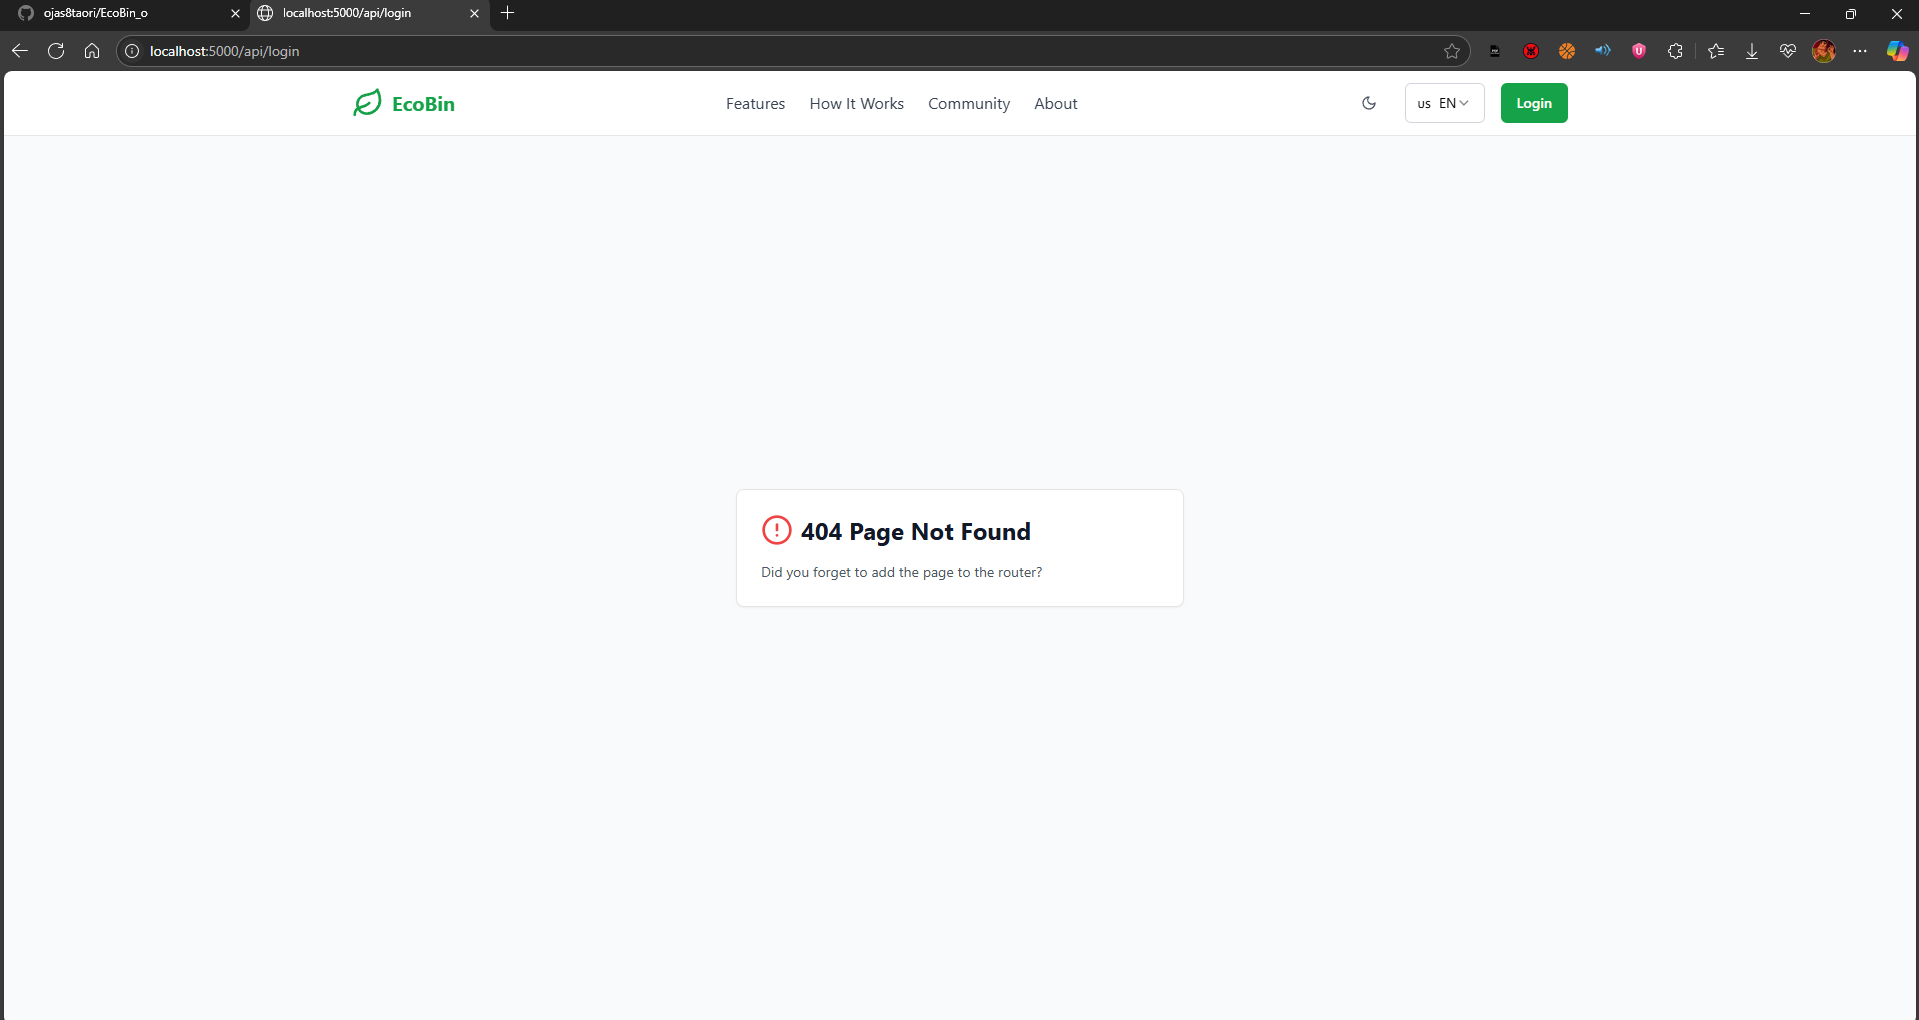 ojas8taori/EcoBin_o
localhost:5000/api/login
localhost:5000/api/login
EcoBin
Features
How It Works
Community
About
us EN
Login
404 Page Not Found
Did you forget to add the page to the router?